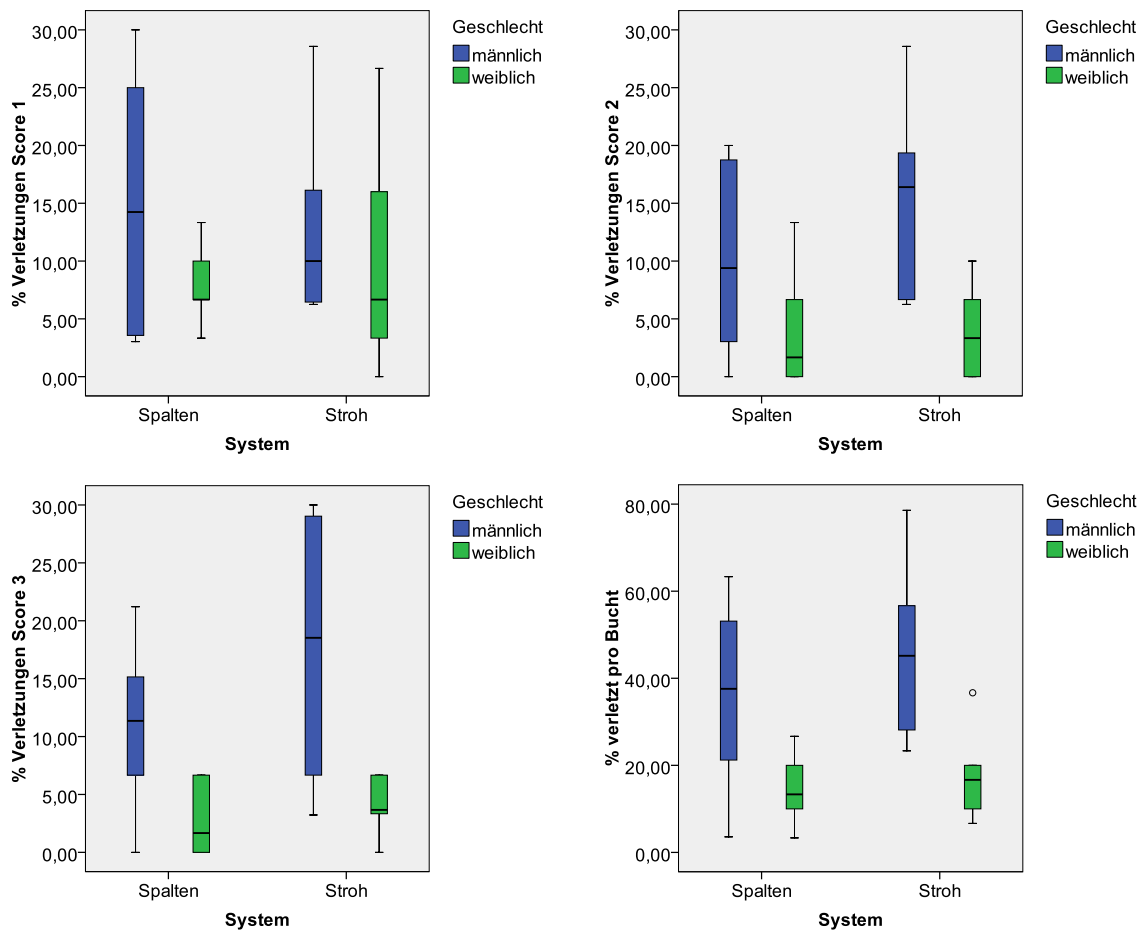 % Verletzungen Score 1
30,00
25,00
20,00
15,00
10,00
5,00
0,00
Spalten
Stroh
System
Geschlecht
männlich
weiblich
% Verletzungen Score 2
30,00
25,00
20,00
15,00
10,00
5,00
0,00
Spalten
Stroh
System
Geschlecht
männlich
weiblich
% Verletzungen Score 3
30,00
25,00
20,00
15,00
10,00
5,00
0,00
Spalten
Stroh
System
Geschlecht
männlich
weiblich
% verletzt pro Bucht
80,00
60,00
40,00
20,00
0,00
Spalten
Stroh
System
Geschlecht
männlich
weiblich